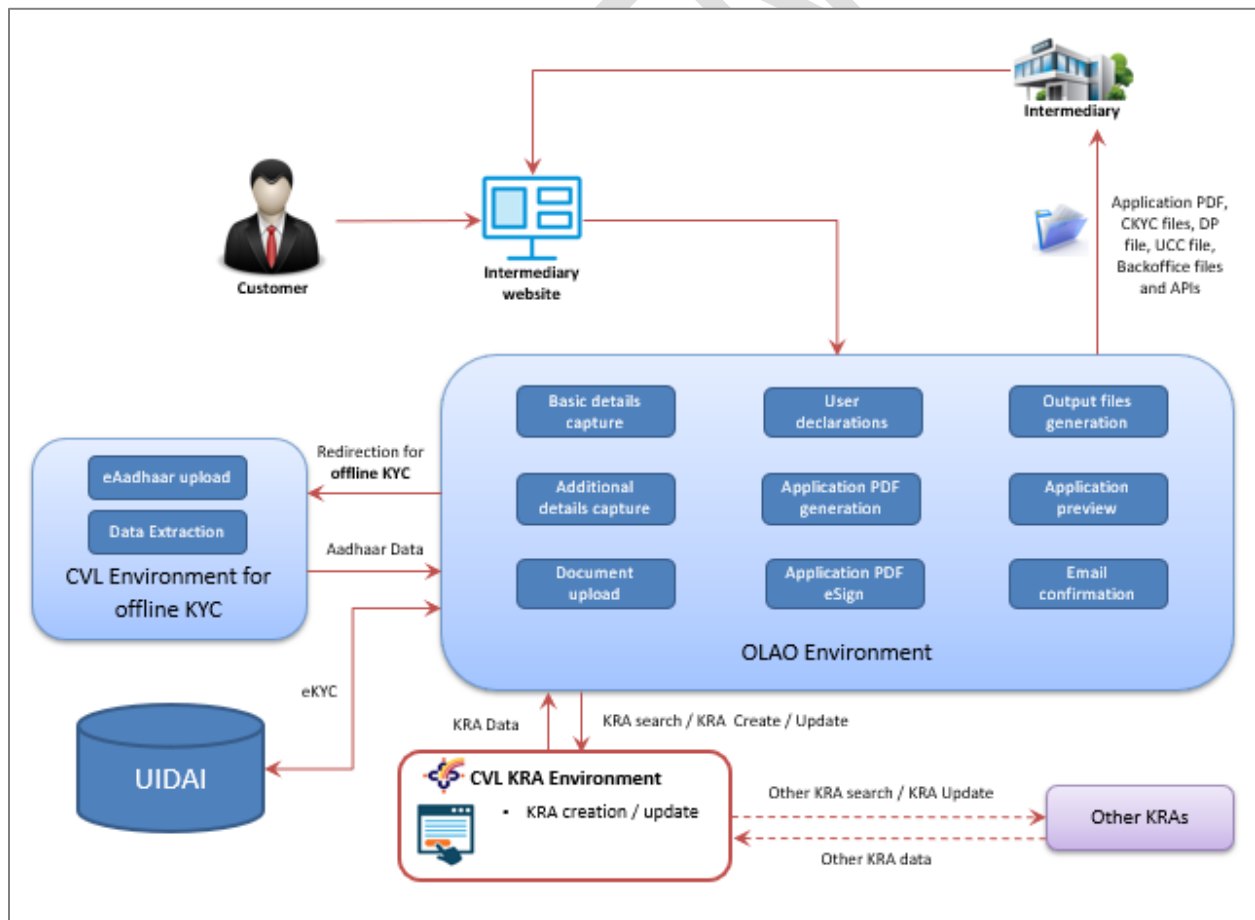 Intermediary
Application PDF,
CKYC files, DP
file, UCC file,
Backoffice files
and APIs
Customer
Intermediary
website
Basic details
capture
User
declarations
Output files
generation
Additional
details capture
Application PDF
generation
Application
preview
Document
upload
Application PDF
eSign
Email
confirmation
OLAO Environment
Redirection for
offline KYC
eAadhaar upload
Data Extraction
CVL Environment for
offline KYC
Aadhaar Data
eKYC
UIDAI
KRA Data
KRA search / KRA Create / Update
CVL KRA Environment
• KRA creation / update
Other KRA search / KRA Update
Other KRA data
Other KRAs